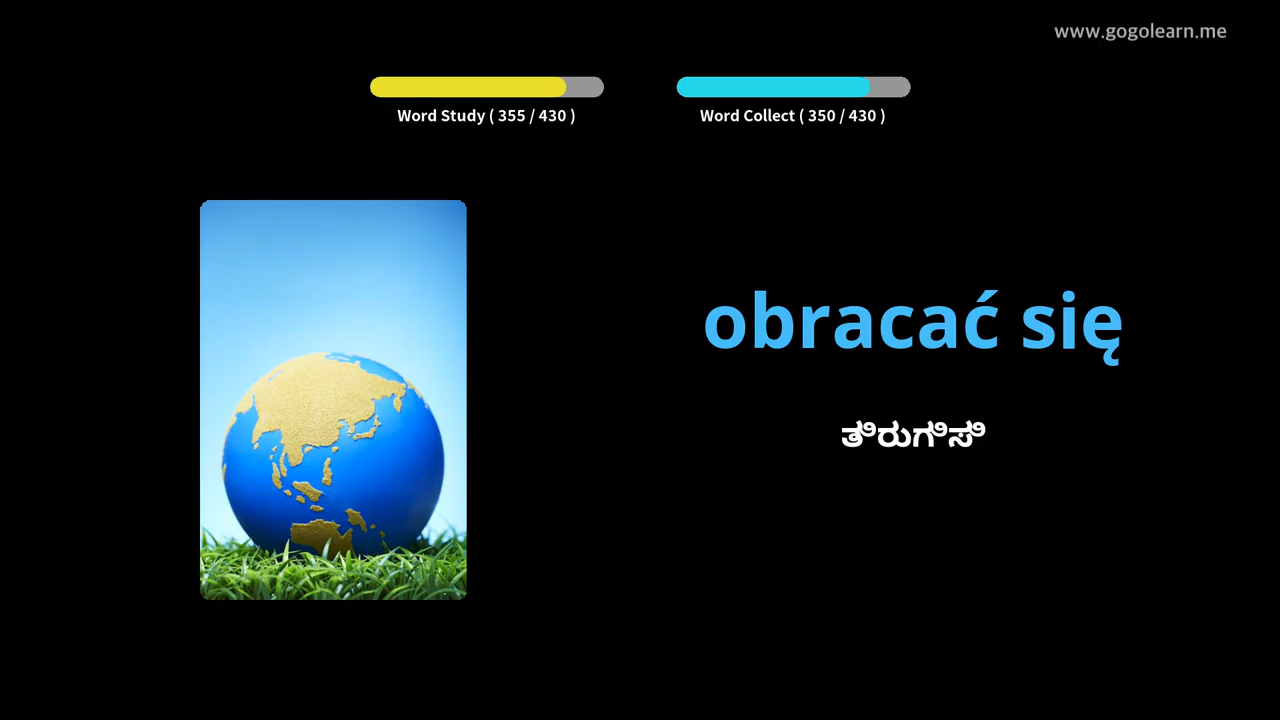 www.gogolearn.me
Word Study ( 355 / 430 )
Word Collect ( 350 / 430 )
obracać się
ತಿರುಗಿಸಿ